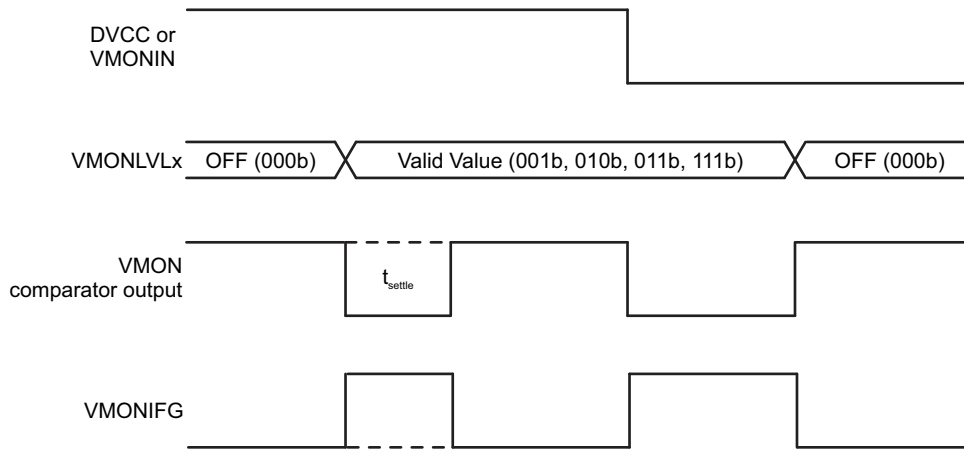 DVCC or
VMONIN
VMONLVLx
OFF (000b)
Valid Value (001b, 010b, 011b, 111b)
OFF (000b)
VMON
comparator output
tsettle
VMONIFG